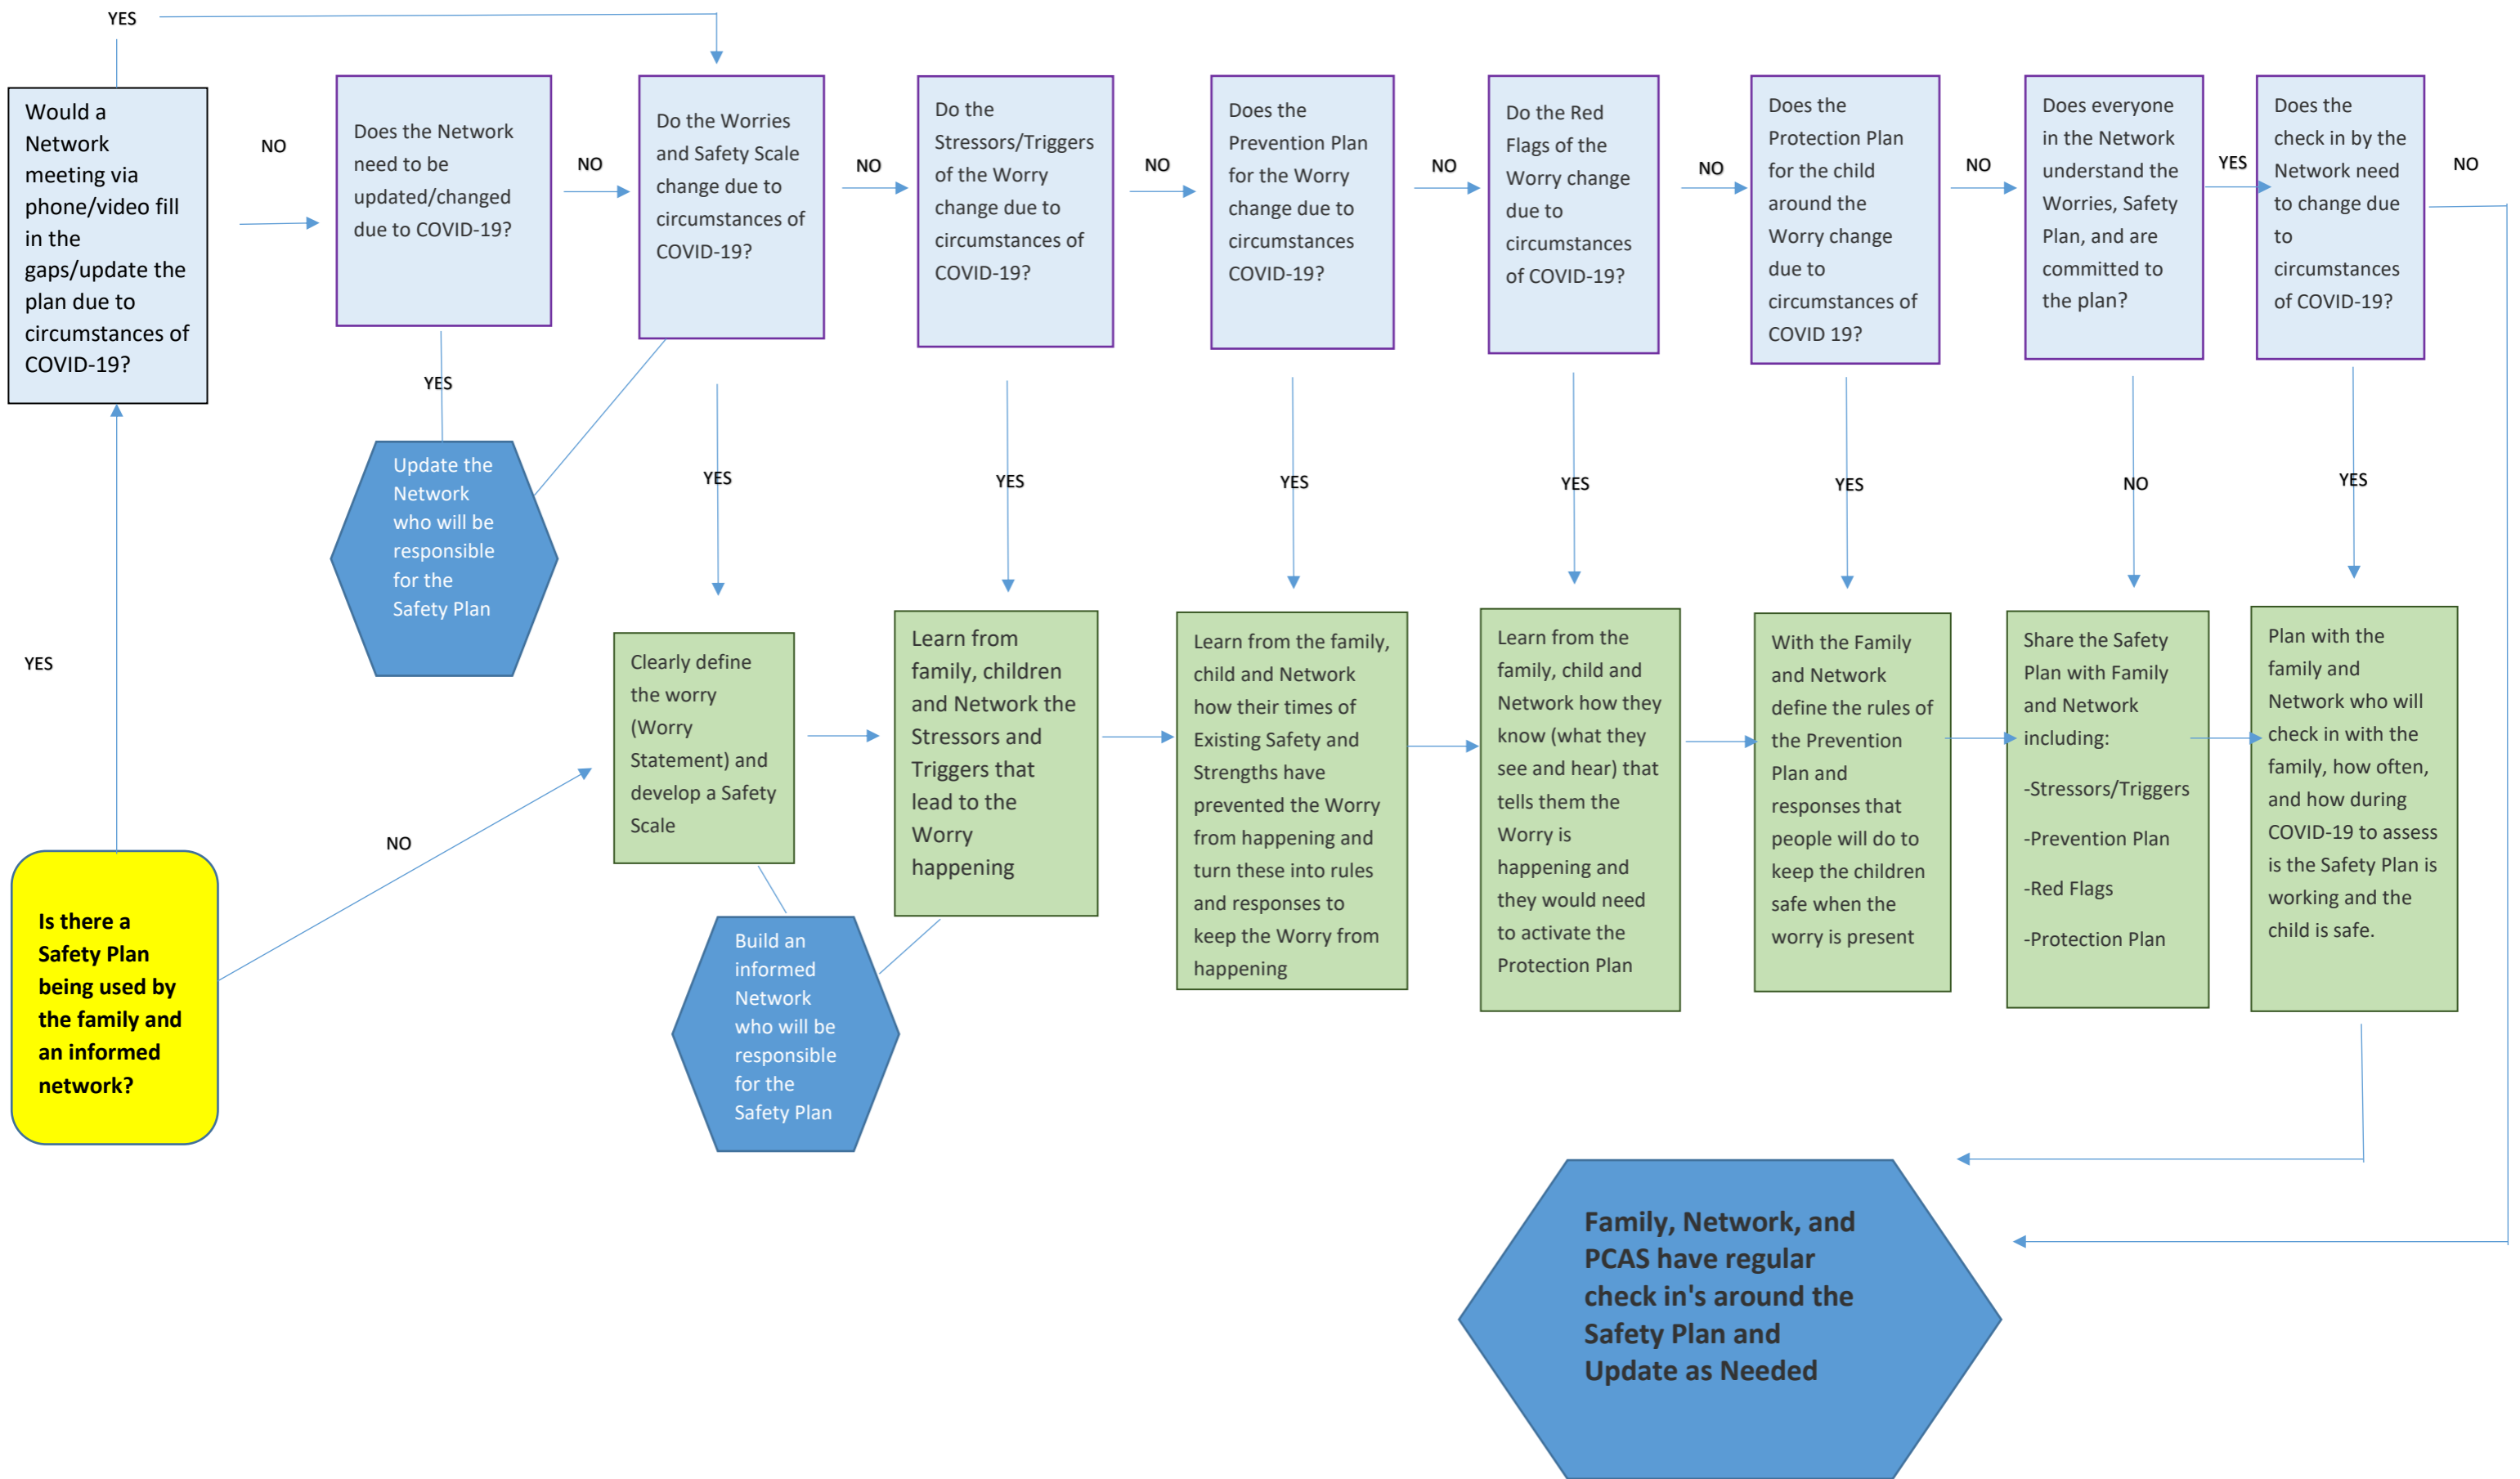 YES
Would a
Network
meeting via
phone/video fill
in the
gaps/update the
plan due to
circumstances of
COVID-19?
NO
Does the Network
need to be
updated/changed
due to COVID-19?
NO
Do the Worries
and Safety Scale
change due to
circumstances of
COVID-19?
NO
Do the
Stressors/Triggers
of the Worry
change due to
circumstances of
COVID-19?
NO
Does the
Prevention Plan
for the Worry
change due to
circumstances
COVID-19?
NO
Do the Red
Flags of the
Worry change
due to
circumstances
of COVID-19?
NO
Does the
Protection Plan
for the child
around the
Worry change
due to
circumstances of
COVID 19?
NO
Does everyone
in the Network
understand the
Worries, Safety
Plan, and are
committed to
the plan?
YES
Does the
check in by the
Network need
to change due
to
circumstances
of COVID-19?
NO
YES
Update the
Network
who will be
responsible
for the
Safety Plan
YES
YES
YES
YES
YES
NO
YES
YES
Is there a
Safety Plan
being used by
the family and
an informed
network?
NO
Clearly define
the worry
(Worry
Statement) and
develop a Safety
Scale
Build an
informed
Network
who will be
responsible
for the
Safety Plan
Learn from
family, children
and Network the
Stressors and
Triggers that
lead to the
Worry
happening
Learn from the family,
child and Network
how their times of
Existing Safety and
Strengths have
prevented the Worry
from happening and
turn these into rules
and responses to
keep the Worry from
happening
Learn from the
family, child and
Network how they
know (what they
see and hear) that
tells them the
Worry is
happening and
they would need
to activate the
Protection Plan
With the Family
and Network
define the rules of
the Prevention
Plan and
responses that
people will do to
keep the children
safe when the
worry is present
Share the Safety
Plan with Family
and Network
including:
-Stressors/Triggers
-Prevention Plan
-Red Flags
-Protection Plan
Plan with the
family and
Network who will
check in with the
family, how often,
and how during
COVID-19 to assess
is the Safety Plan is
working and the
child is safe.
Family, Network, and
PCAS have regular
check in's around the
Safety Plan and
Update as Needed